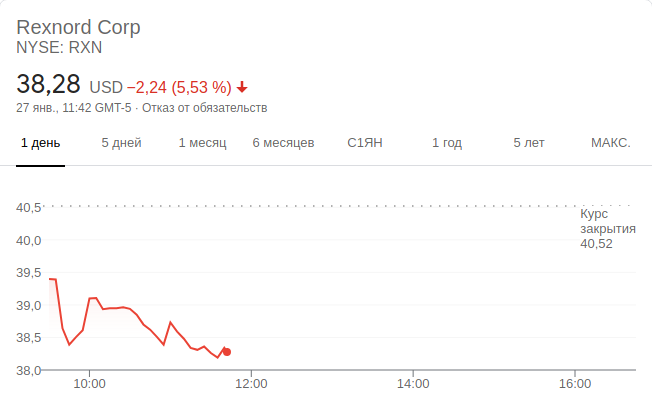 Rexnord Corp
NYSE: RXN
38,28 USD −2,24 (5,53 %)
27 янв., 11:42 GMT-5 · Отказ от обязательств
1 день 5 дней 1 месяц 6 месяцев С1ЯН 1 год 5 лет МАКС.
40,5
Курс
закрытия
40,52
40,0
39,5
39,0
38,5
38,0
10:00 12:00 14:00 16:00